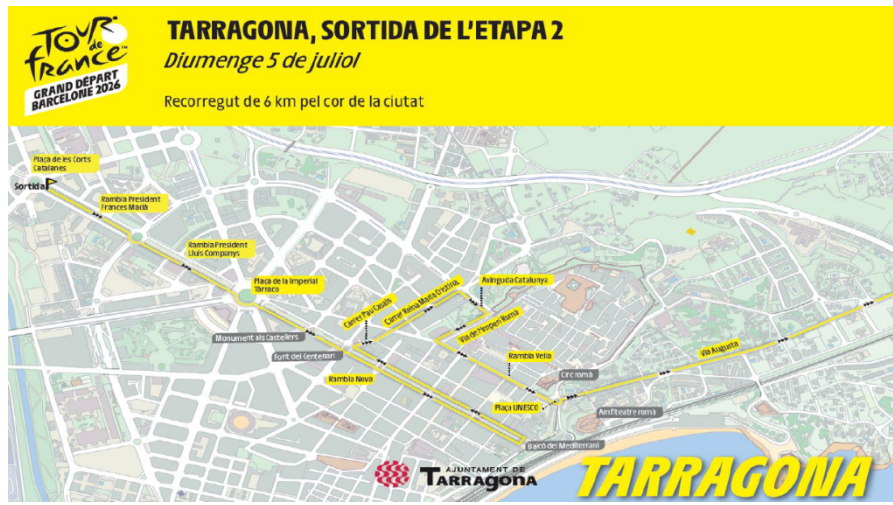 TOUR
de
france
GRAND DÉPART
BARCELONE 2026
TARRAGONA, SORTIDA DE L'ETAPA 2
Diumenge 5 de juliol
Recorregut de 6 km pel cor de la ciutat
Plaça de les Corts
Catalanes
Sortida
Rambla President
Frances Macià
Rambla President
Lluis Companys
Plaça de la Imperial
Tàrraco
Carrer Pau Casals
Carrer Reina Maria Cristina
Avinguda Catalunya
Monument als Castellers
Font del Centenari
Via de l'Imperi Romà
Rambla Vella
Via Augusta
Rambla Nova
Circ romà
Plaça UNESCO
Amfiteatre romà
Balcó del Mediterrani
AJUNTAMENT DE
TARRAGONA
TARRAGONA